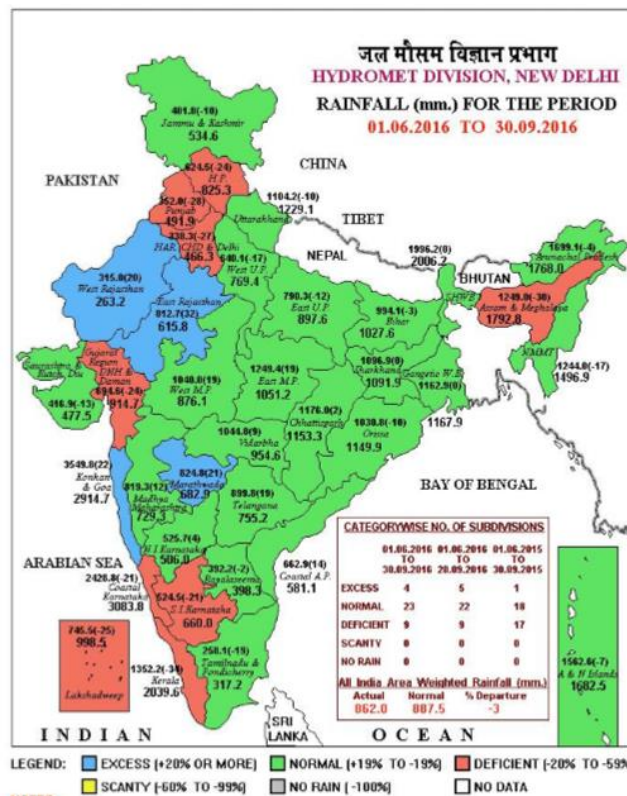 जल मौसम विज्ञान प्रभाग
HYDROMET DIVISION, NEW DELHI
RAINFALL (mm.) FOR THE PERIOD
01.06.2016 TO 30.09.2016
401.0(-10)
Jammu & Kashmir
534.6
CHINA
PAKISTAN
624.5(-24)
H.P.
825.3
352.0(-28)
Punjab
491.9
1104.2(-10)
1229.1
Uttarakhand
TIBET
338.3(-27)
HAR. CHD & Delhi
466.3
640.1(-17)
West U.P.
769.4
NEPAL
1996.2(0)
2006.2
1699.1(-4)
Arunachal Pradesh
1768.0
BHUTAN
SHWB
1249.0(-30)
Assam & Meghalaya
1792.8
315.0(20)
West Rajasthan
263.2
East Rajasthan
812.7(32)
615.8
790.3(-12)
East U.P.
897.6
994.1(-3)
Bihar
1027.6
NMMT
1244.0(-17)
1496.9
Gujarat
Region
DNH &
Daman
694.6(-24)
914.7
Saurashtra &
Kutch, Diu
416.9(-13)
477.5
1040.0(19)
West M.P.
876.1
1249.4(19)
East M.P.
1051.2
1096.9(0)
Jharkhand
1091.9
Gangetic W.B.
1162.9(0)
1167.9
1176.0(2)
Chhattisgarh
1153.3
1030.8(-10)
Orissa
1149.9
1044.0(9)
Vidarbha
954.6
3549.0(22)
Konkan
& Goa
2914.7
824.8(21)
Marathwada
682.9
819.3(12)
Madhya
Maharashtra
729.3
899.8(19)
Telangana
755.2
BAY OF BENGAL
525.7(4)
N.I.Karnataka
506.0
ARABIAN SEA
2428.8(-21)
Coastal
Karnataka
3083.8
392.2(-2)
Rayalaseema
398.3
662.9(14)
Coastal A.P.
581.1
524.5(-21)
S.I.Karnataka
660.0
745.5(-25)
998.5
Lakshadweep
1352.2(-34)
Kerala
2039.6
258.1(-19)
Tamilnadu &
Pondicherry
317.2
1562.6(-7)
A & N Islands
1682.5
CATEGORYWISE NO. OF SUBDIVISIONS
01.06.2016 01.06.2016 01.06.2015
TO TO TO
30.09.2016 28.09.2016 30.09.2015
EXCESS 4 5 1
NORMAL 23 22 18
DEFICIENT 9 9 17
SCANTY 0 0 0
NO RAIN 0 0 0
All India Area Weighted Rainfall (mm.)
Actual Normal % Departure
862.0 887.5 -3
SRI
LANKA
INDIAN OCEAN
LEGEND: EXCESS (+20% OR MORE) NORMAL (+19% TO -19%) DEFICIENT (-20% TO -59%
SCANTY (-60% TO -99%) NO RAIN (-100%) NO DATA